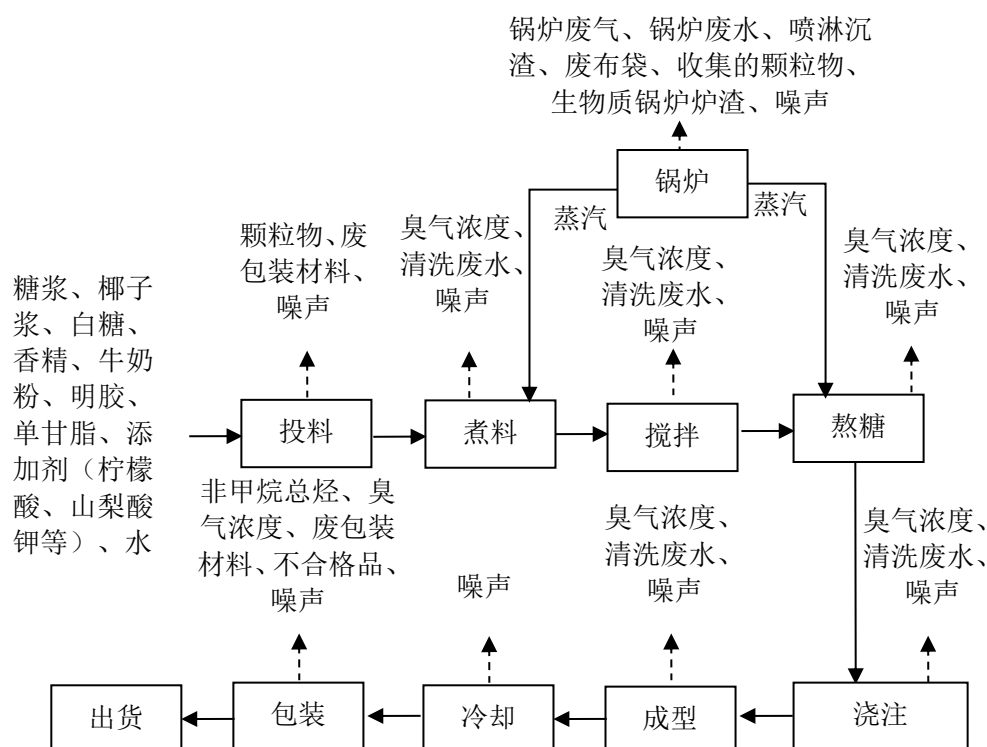 锅炉废气、锅炉废水、喷淋沉
渣、废布袋、收集的颗粒物、
生物质锅炉炉渣、噪声
锅炉
蒸汽
蒸汽
颗粒物、废
包装材料、
噪声
臭气浓度、
清洗废水、
噪声
臭气浓度、
清洗废水、
噪声
臭气浓度、
清洗废水、
噪声
糖浆、椰子
浆、白糖、
香精、牛奶
粉、明胶、
单甘脂、添
加剂（柠檬
酸、山梨酸
钾等）、水
投料
煮料
搅拌
熬糖
非甲烷总烃、臭
气浓度、废包装
材料、不合格品、
噪声
噪声
臭气浓度、
清洗废水、
噪声
臭气浓度、
清洗废水、
噪声
出货
包装
冷却
成型
浇注